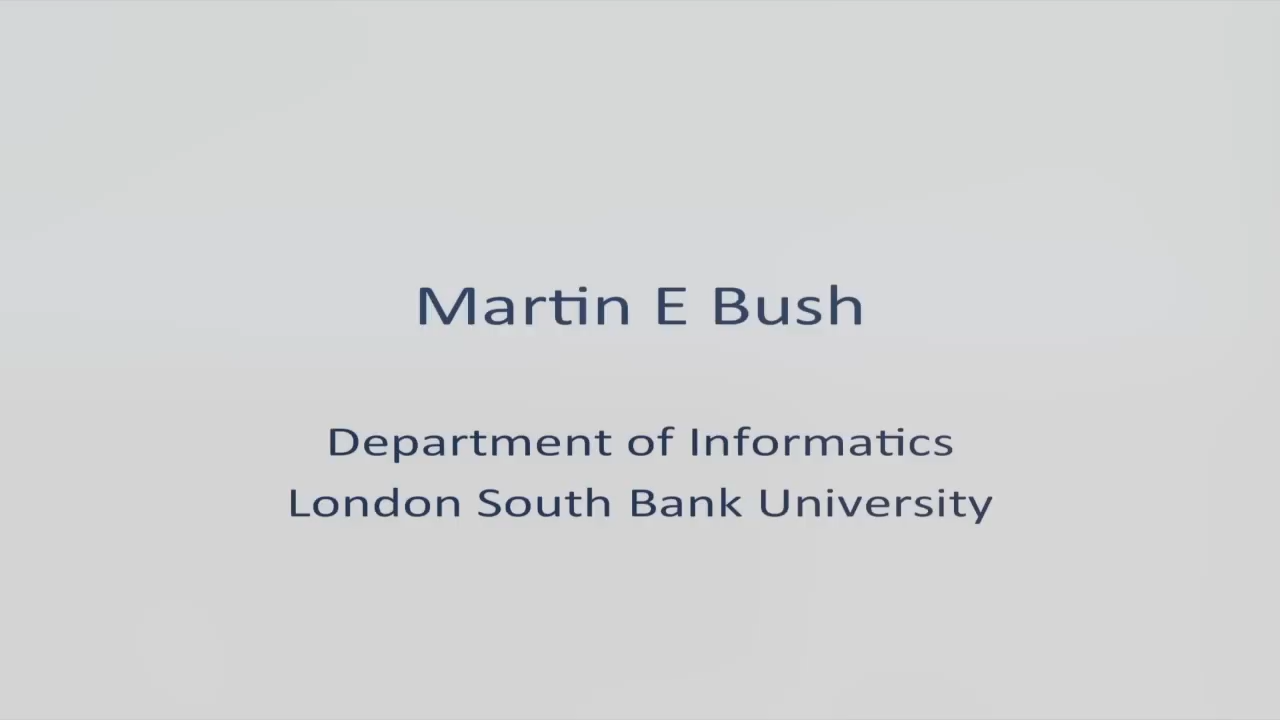 Martin E Bush
Department of Informatics
London South Bank University